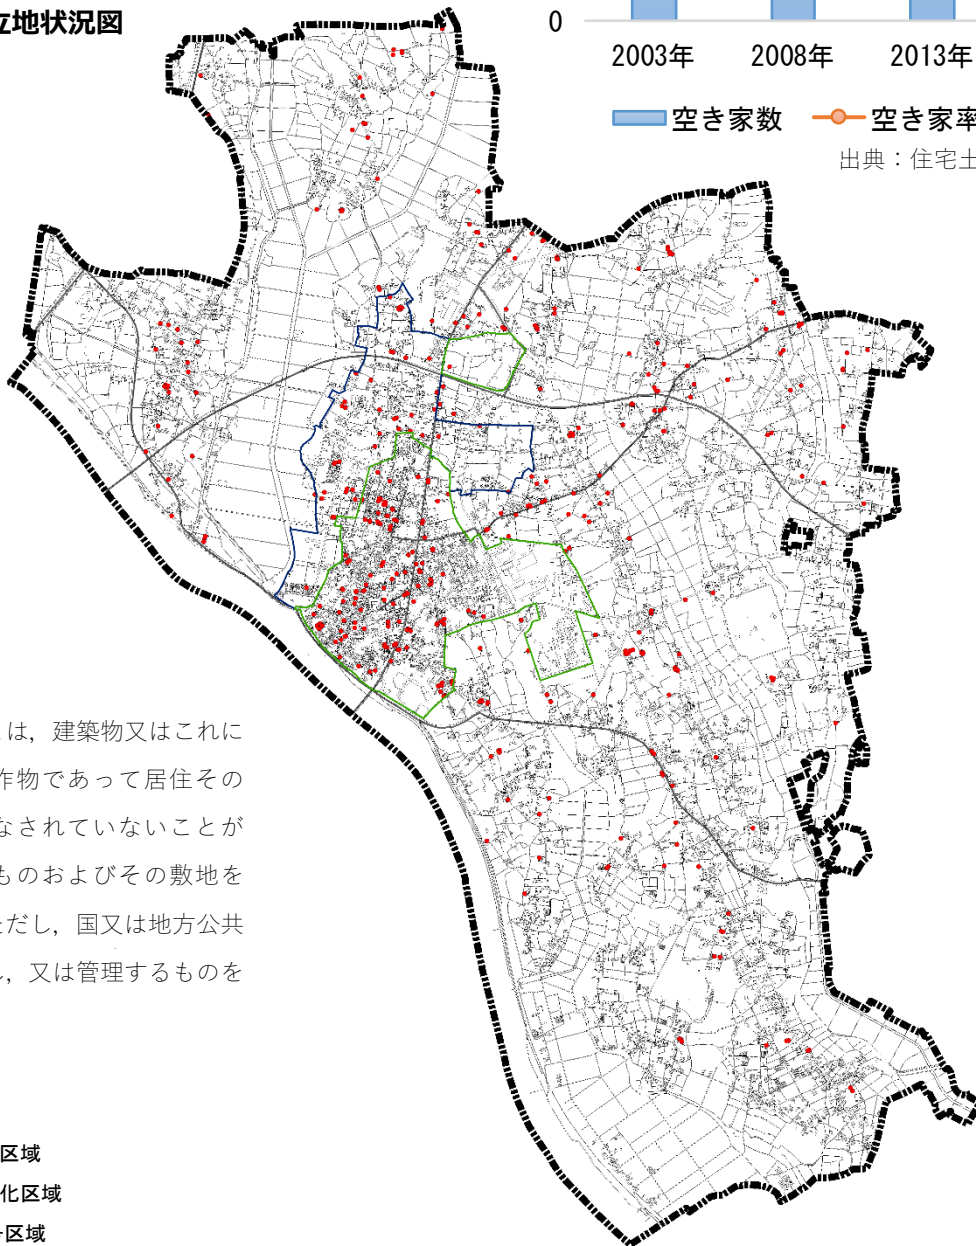 立地状況図
0
2003年 2008年 2013年
空き家数 空き家率
出典：住宅土
は，建築物又はこれに
作物であって居住その
なされていないことが
ものおよびその敷地を
ただし，国又は地方公共
，又は管理するものを
区域
化区域
区域